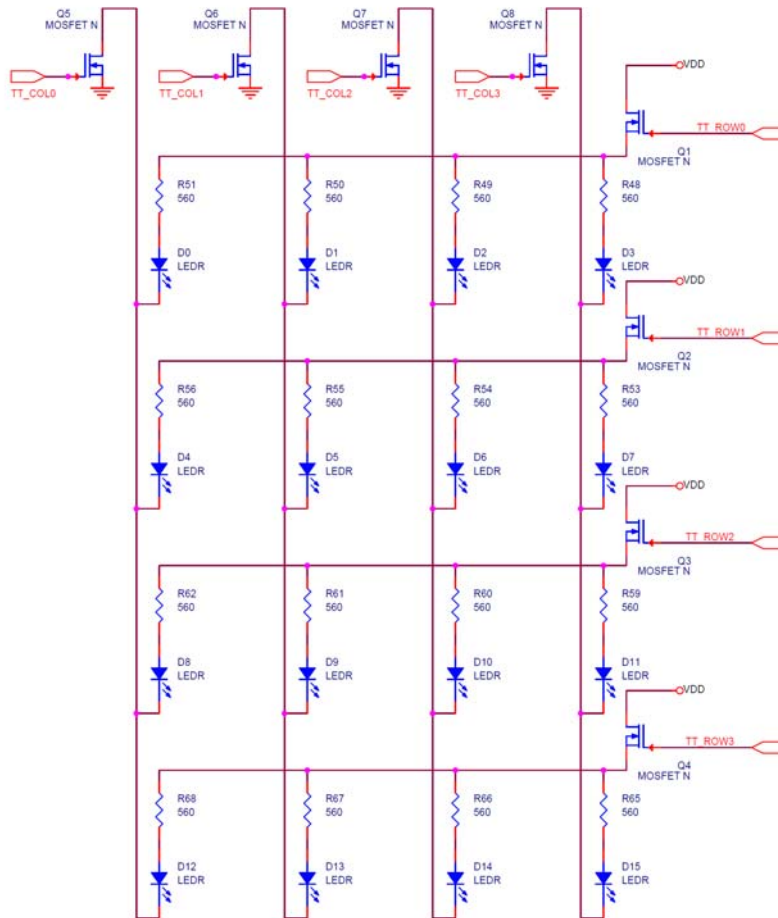 Q5
MOSFET N
Q6
MOSFET N
Q7
MOSFET N
Q8
MOSFET N
TT_COL0
TT_COL1
TT_COL2
TT_COL3
VDD
TT_ROW0
Q1
MOSFET N
R51
560
R50
560
R49
560
R48
560
D0
LEDR
D1
LEDR
D2
LEDR
D3
LEDR
VDD
TT_ROW1
Q2
MOSFET N
R56
560
R55
560
R54
560
R53
560
D4
LEDR
D5
LEDR
D6
LEDR
D7
LEDR
VDD
TT_ROW2
Q3
MOSFET N
R62
560
R61
560
R60
560
R59
560
D8
LEDR
D9
LEDR
D10
LEDR
D11
LEDR
VDD
TT_ROW3
Q4
MOSFET N
R68
560
R67
560
R66
560
R65
560
D12
LEDR
D13
LEDR
D14
LEDR
D15
LEDR